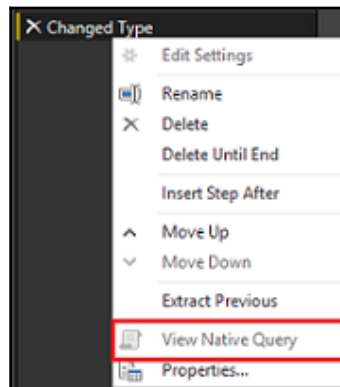 Changed Type
Edit Settings
Rename
Delete
Delete Until End
Insert Step After
Move Up
Move Down
Extract Previous
View Native Query
Properties...